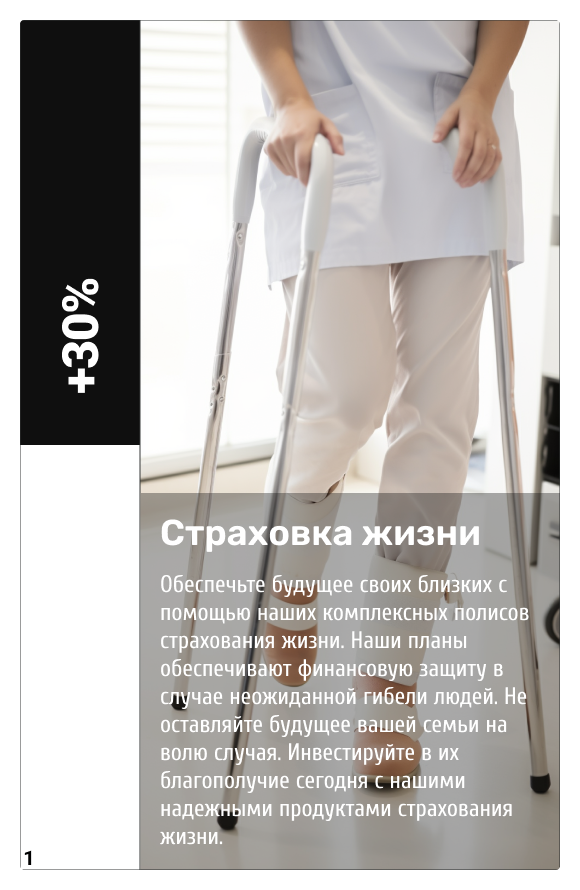 +30%
Страховка жизни
Обеспечьте будущее своих близких с
помощью наших комплексных полисов
страхования жизни. Наши планы
обеспечивают финансовую защиту в
случае неожиданной гибели людей. Не
оставляйте будущее вашей семьи на
волю случая. Инвестируйте в их
благополучие сегодня с нашими
надежными продуктами страхования
жизни.
1